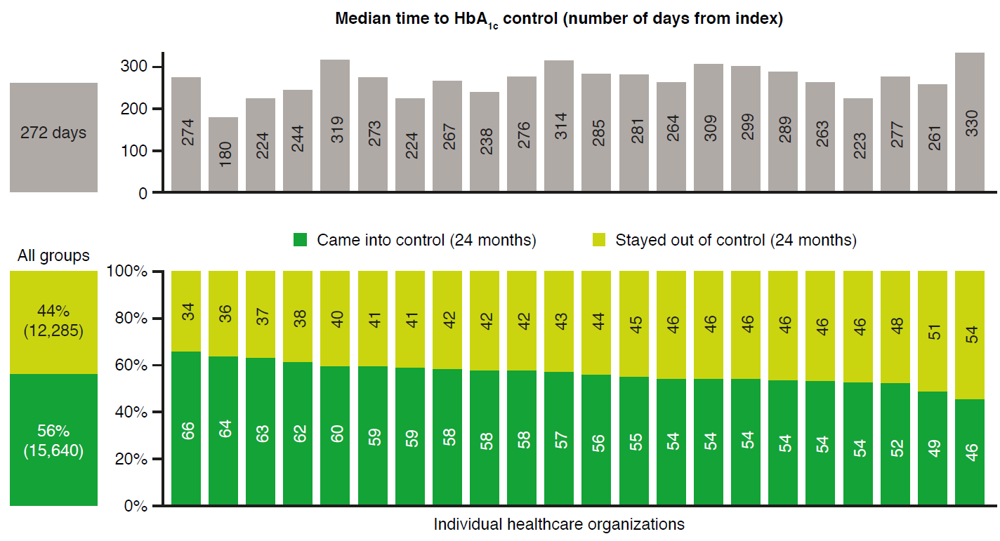 Median time to HbA1c control (number of days from index)
300
200
100
0
272 days
274 180 224 244 319 273 224 267 238 276 314 285 281 264 309 299 289 263 223 277 261 330
Came into control (24 months) Stayed out of control (24 months)
All groups
44%
(12,285)
56%
(15,640)
100%
80%
60%
40%
20%
0%
34 36 37 38 40 41 41 42 42 42 43 44 45 46 46 46 46 46 46 48 51 54
66 64 63 62 60 59 59 58 58 58 57 56 55 54 54 54 54 54 54 52 49 46
Individual healthcare organizations